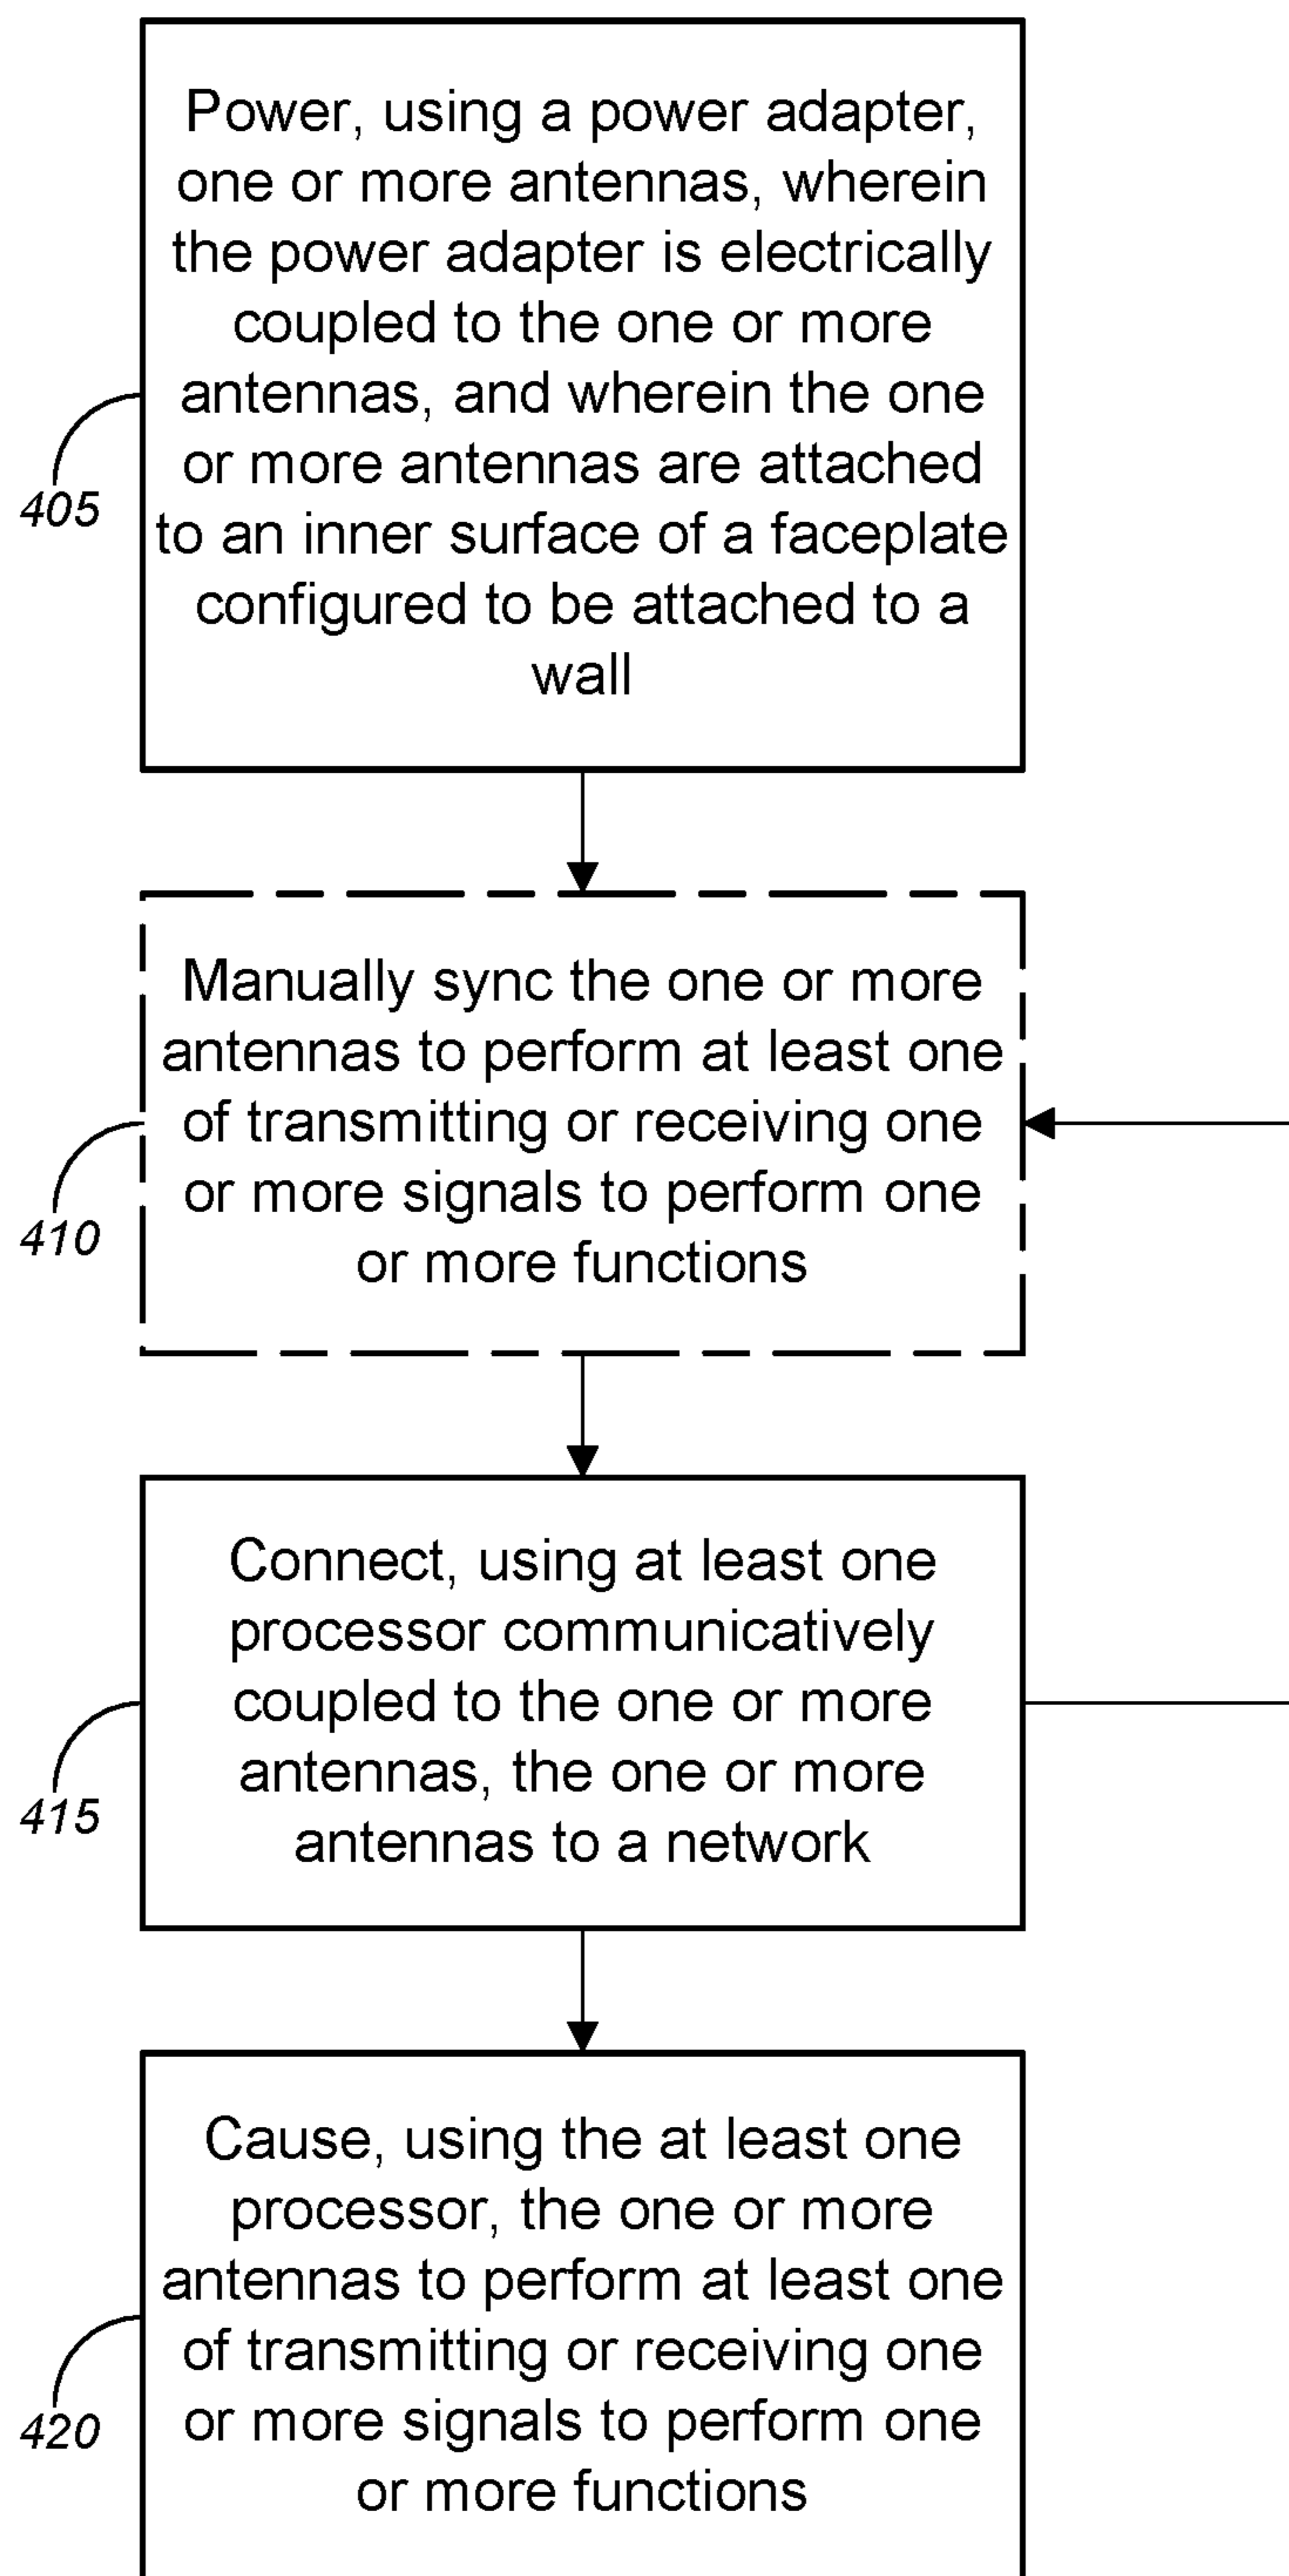 Power, using a power adapter,
one or more antennas, wherein
the power adapter is electrically
coupled to the one or more
antennas, and wherein the one
or more antennas are attached
to an inner surface of a faceplate
configured to be attached to a
wall
405
Manually sync the one or more
antennas to perform at least one
of transmitting or receiving one
or more signals to perform one
or more functions
410
Connect, using at least one
processor communicatively
coupled to the one or more
antennas, the one or more
antennas to a network
415
Cause, using the at least one
processor, the one or more
antennas to perform at least one
of transmitting or receiving one
or more signals to perform one
or more functions
420